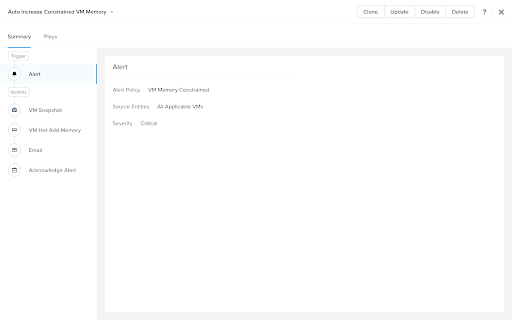 Auto Increase Constrained VM Memory
Clone Update Disable Delete ?
Summary Plays
Trigger
Alert
Actions
VM Snapshot
VM Hot Add Memory
Email
Acknowledge Alert
Alert
Alert Policy VM Memory Constrained
Source Entities All Applicable VMs
Severity Critical